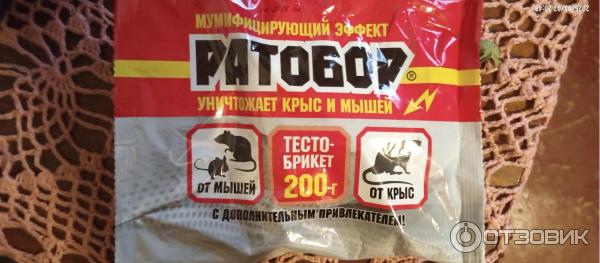 МУМИФИЦИРУЮЩИЙ ЭФФЕКТ
РАТОБОР®
УНИЧТОЖАЕТ КРЫС И МЫШЕЙ
ТЕСТО-
БРИКЕТ
200-г
ОТ МЫШЕЙ
ОТ КРЫС
С ДОПОЛНИТЕЛЬНЫМ ПРИВЛЕКАТЕЛЕМ!
ОТЗОВИК